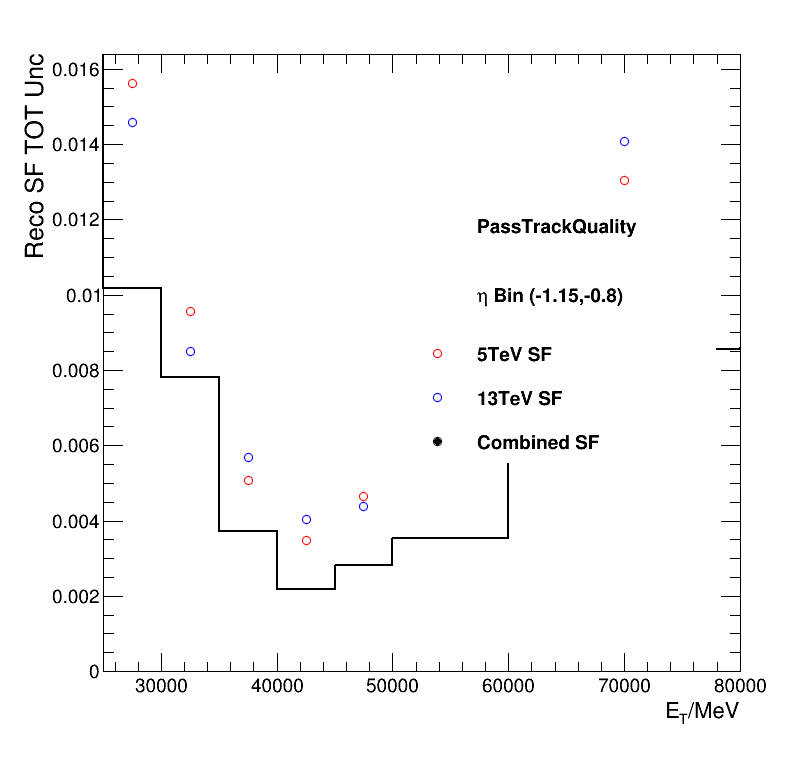 Reco SF TOT Unc
0.016
0.014
0.012
0.01
0.008
0.006
0.004
0.002
0
PassTrackQuality
η Bin (-1.15,-0.8)
5TeV SF
13TeV SF
Combined SF
30000 40000 50000 60000 70000 80000
E_T/MeV